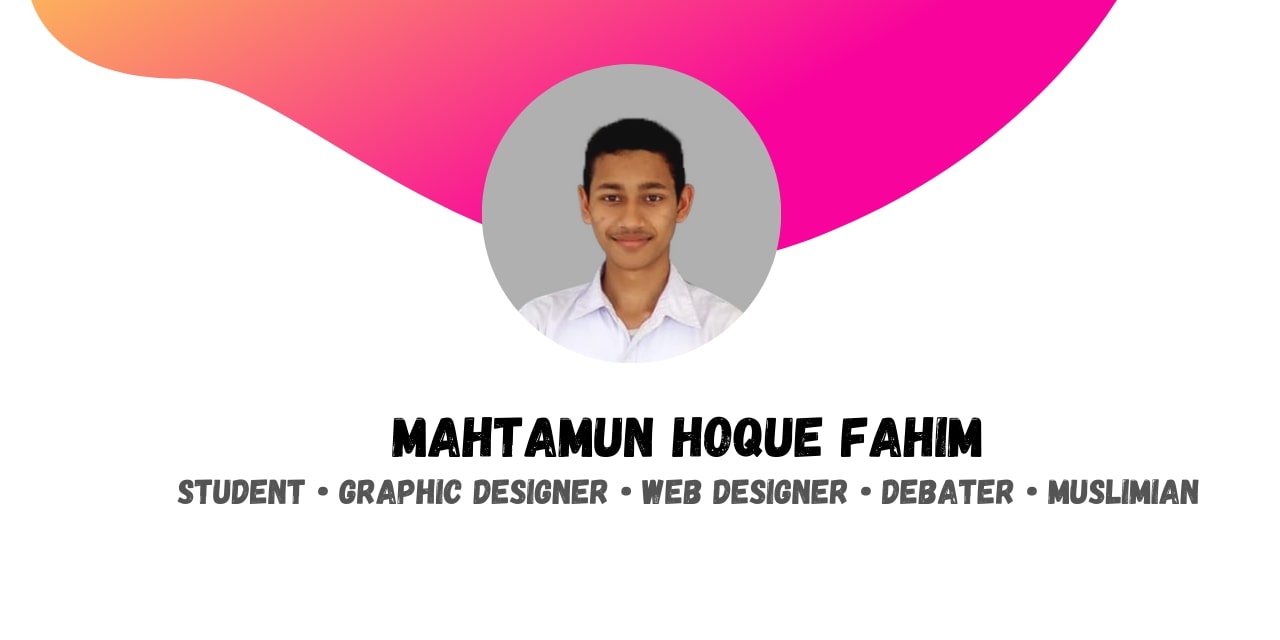 MAHTAMUN HOQUE FAHIM
STUDENT • GRAPHIC DESIGNER • WEB DESIGNER • DEBATER • MUSLIMIAN